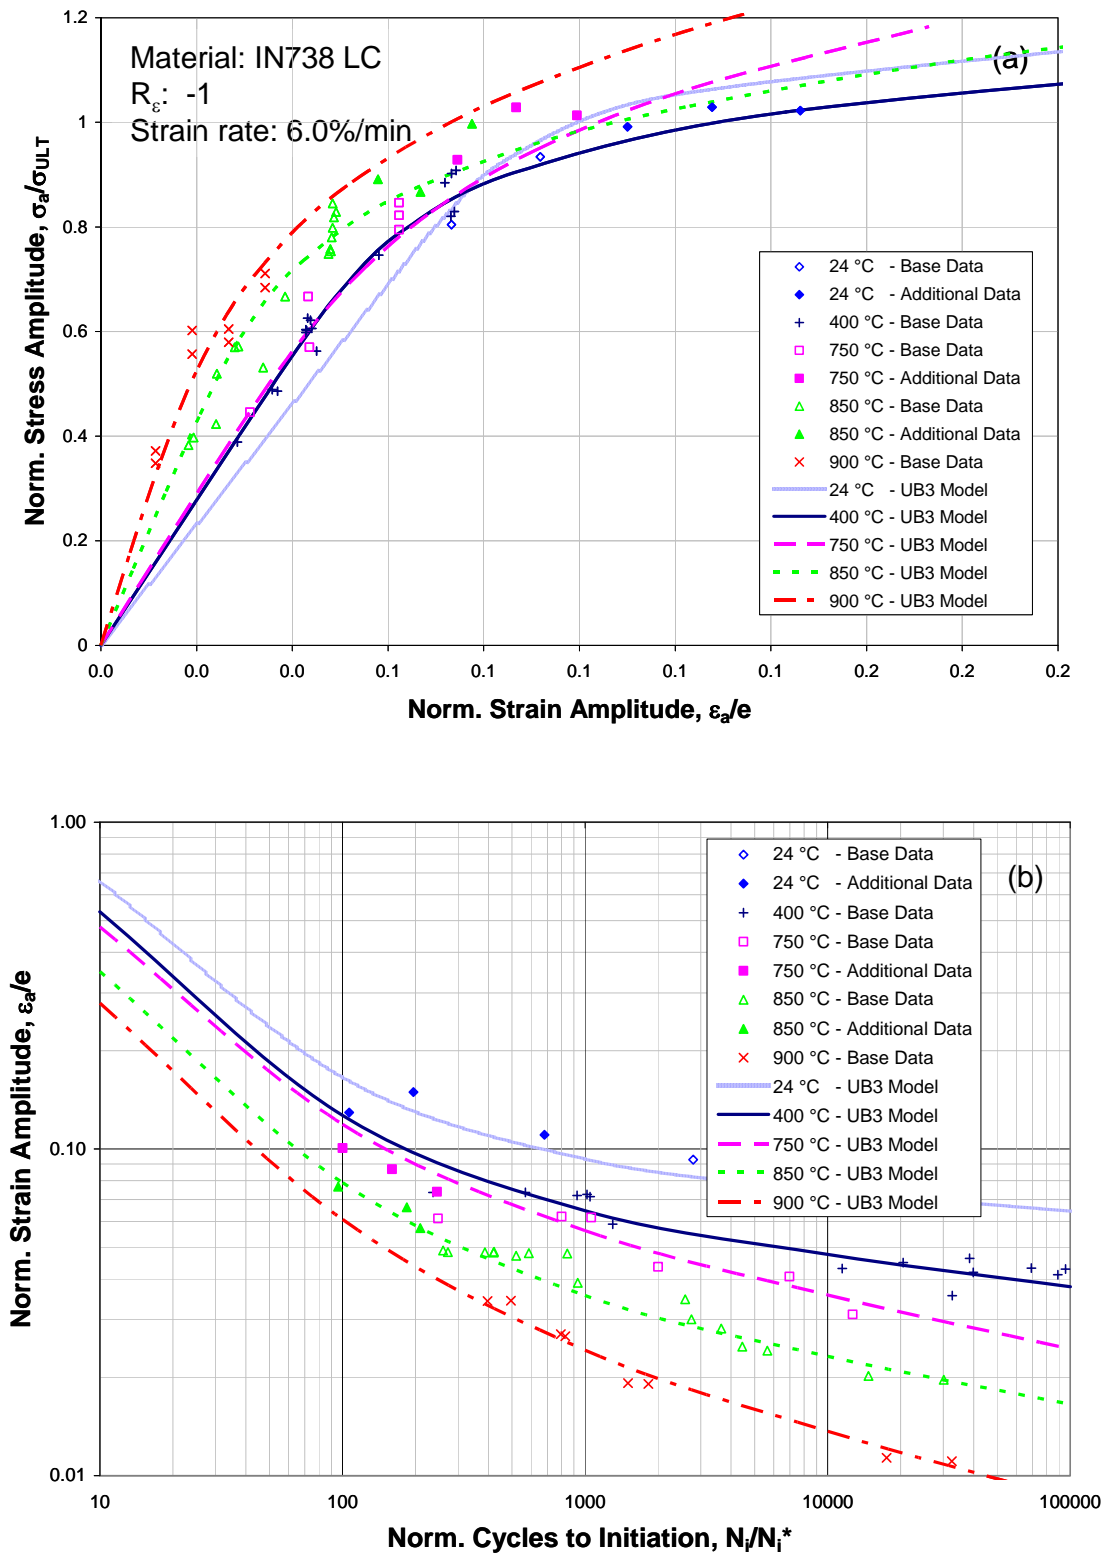 (a)
Material: IN738 LC
Rε: -1
Strain rate: 6.0%/min
Norm. Stress Amplitude, σa/σULT
1.2
1
0.8
0.6
0.4
0.2
0
24 °C - Base Data
24 °C - Additional Data
400 °C - Base Data
750 °C - Base Data
750 °C - Additional Data
850 °C - Base Data
850 °C - Additional Data
900 °C - Base Data
24 °C - UB3 Model
400 °C - UB3 Model
750 °C - UB3 Model
850 °C - UB3 Model
900 °C - UB3 Model
0.0 0.0 0.0 0.1 0.1 0.1 0.1 0.1 0.2 0.2 0.2
Norm. Strain Amplitude, εa/e
(b)
Norm. Strain Amplitude, εa/e
1.00
0.10
0.01
24 °C - Base Data
24 °C - Additional Data
400 °C - Base Data
750 °C - Base Data
750 °C - Additional Data
850 °C - Base Data
850 °C - Additional Data
900 °C - Base Data
24 °C - UB3 Model
400 °C - UB3 Model
750 °C - UB3 Model
850 °C - UB3 Model
900 °C - UB3 Model
10 100 1000 10000 100000
Norm. Cycles to Initiation, Ni/Ni*